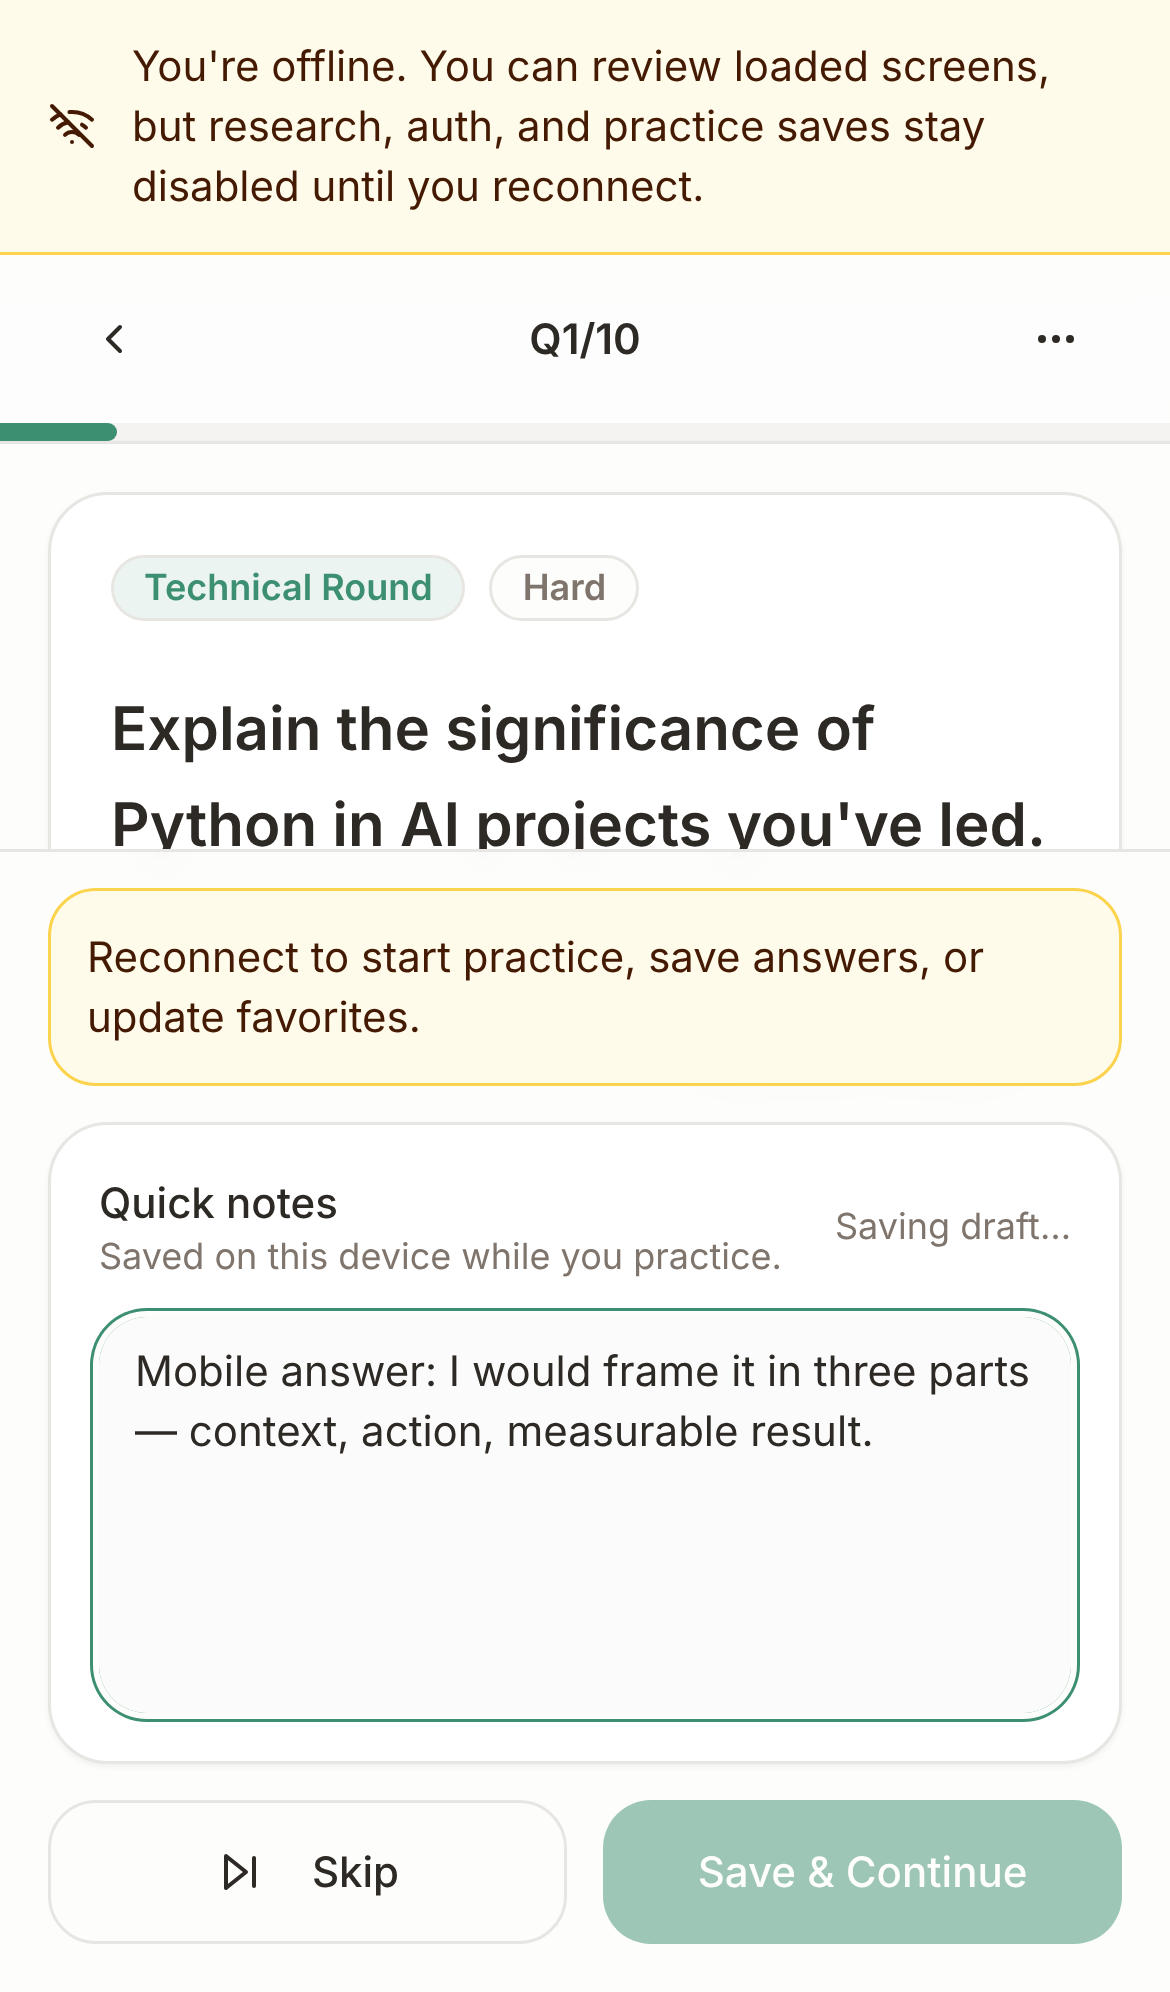 You're offline. You can review loaded screens,
but research, auth, and practice saves stay
disabled until you reconnect.
Q1/10
Technical Round
Hard
Explain the significance of
Python in AI projects you've led.
Reconnect to start practice, save answers, or
update favorites.
Quick notes
Saved on this device while you practice.
Saving draft...
Mobile answer: I would frame it in three parts
— context, action, measurable result.
Skip
Save & Continue